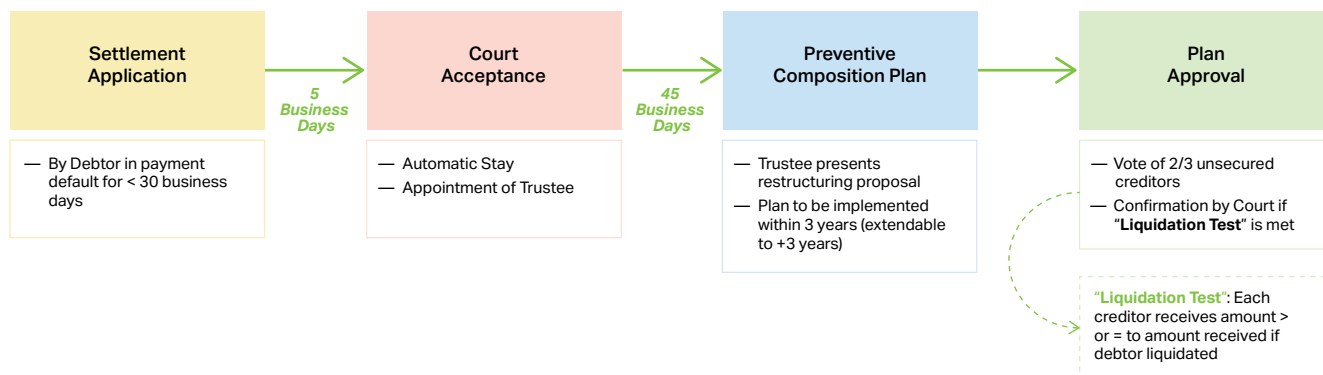 Settlement
Application
5
Business
Days
Court
Acceptance
45
Business
Days
Preventive
Composition Plan
Plan
Approval
— By Debtor in payment
default for < 30 business
days
— Automatic Stay
— Appointment of Trustee
— Trustee presents
restructuring proposal
— Plan to be implemented
within 3 years (extendable
to +3 years)
— Vote of 2/3 unsecured
creditors
— Confirmation by Court if
“Liquidation Test” is met
“Liquidation Test”: Each
creditor receives amount >
or = to amount received if
debtor liquidated